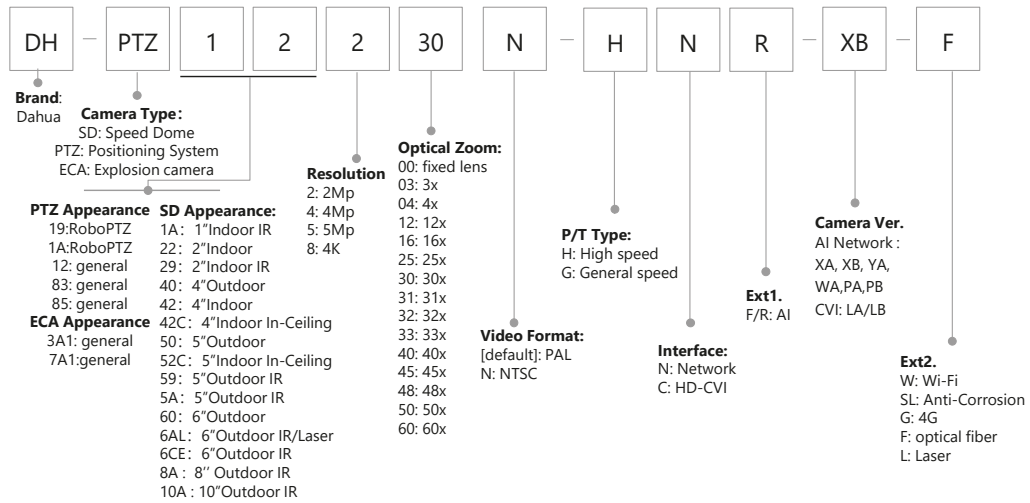 DH – PTZ 1 2 2 30 N – H N R – XB – F
Brand:
Dahua
Camera Type:
SD: Speed Dome
PTZ: Positioning System
ECA: Explosion camera
PTZ Appearance
19:RoboPTZ
1A:RoboPTZ
12: general
83: general
85: general
ECA Appearance
3A1: general
7A1:general
SD Appearance:
1A: 1"Indoor IR
22: 2"Indoor
29: 2"Indoor IR
40: 4"Outdoor
42: 4"Indoor
42C: 4"Indoor In-Ceiling
50: 5"Outdoor
52C: 5"Indoor In-Ceiling
59: 5"Outdoor IR
5A: 5"Outdoor IR
60: 6"Outdoor
6AL: 6"Outdoor IR/Laser
6CE: 6"Outdoor IR
8A : 8'' Outdoor IR
10A : 10"Outdoor IR
Resolution
2: 2Mp
4: 4Mp
5: 5Mp
8: 4K
Optical Zoom:
00: fixed lens
03: 3x
04: 4x
12: 12x
16: 16x
25: 25x
30: 30x
31: 31x
32: 32x
33: 33x
40: 40x
45: 45x
48: 48x
50: 50x
60: 60x
Video Format:
[default]: PAL
N: NTSC
P/T Type:
H: High speed
G: General speed
Interface:
N: Network
C: HD-CVI
Ext1.
F/R: AI
Camera Ver.
AI Network :
XA, XB, YA,
WA,PA,PB
CVI: LA/LB
Ext2.
W: Wi-Fi
SL: Anti-Corrosion
G: 4G
F: optical fiber
L: Laser